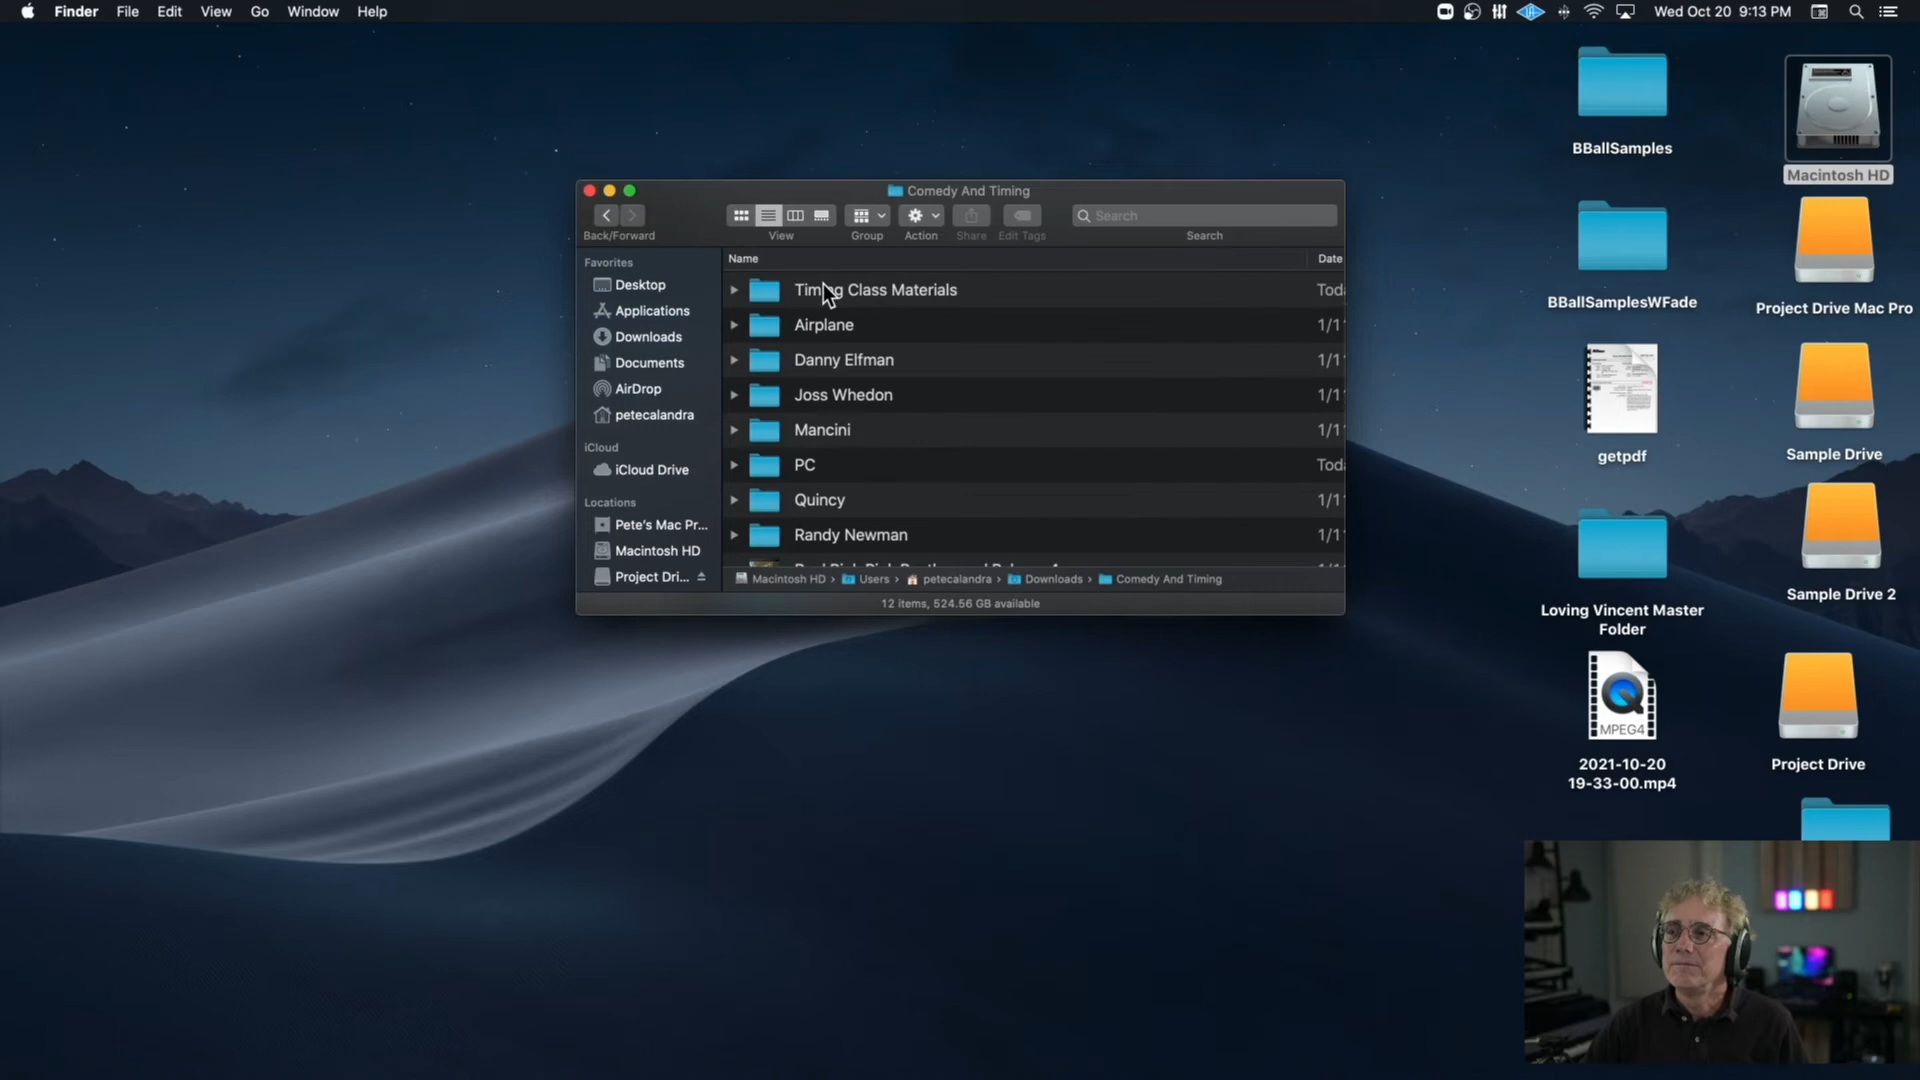 Finder File Edit View Go Window Help
Wed Oct 20 9:13 PM
Comedy And Timing
Search
Back/Forward
View
Group
Action
Share
Edit Tags
Search
Favorites
Desktop
Applications
Downloads
Documents
AirDrop
petecalandra
iCloud
iCloud Drive
Locations
Pete's Mac Pr...
Macintosh HD
Project Dri...
Name Date
Timing Class Materials Toda
Airplane 1/1
Danny Elfman 1/1
Joss Whedon 1/1
Mancini 1/1
PC Toda
Quincy 1/1
Randy Newman 1/1
Macintosh HD › Users › petecalandra › Downloads › Comedy And Timing
12 items, 524.56 GB available
BBallSamples
Macintosh HD
BBallSamplesWFade
Project Drive Mac Pro
getpdf
Sample Drive
Loving Vincent Master
Folder
Sample Drive 2
MPEG4
2021-10-20
19-33-00.mp4
Project Drive